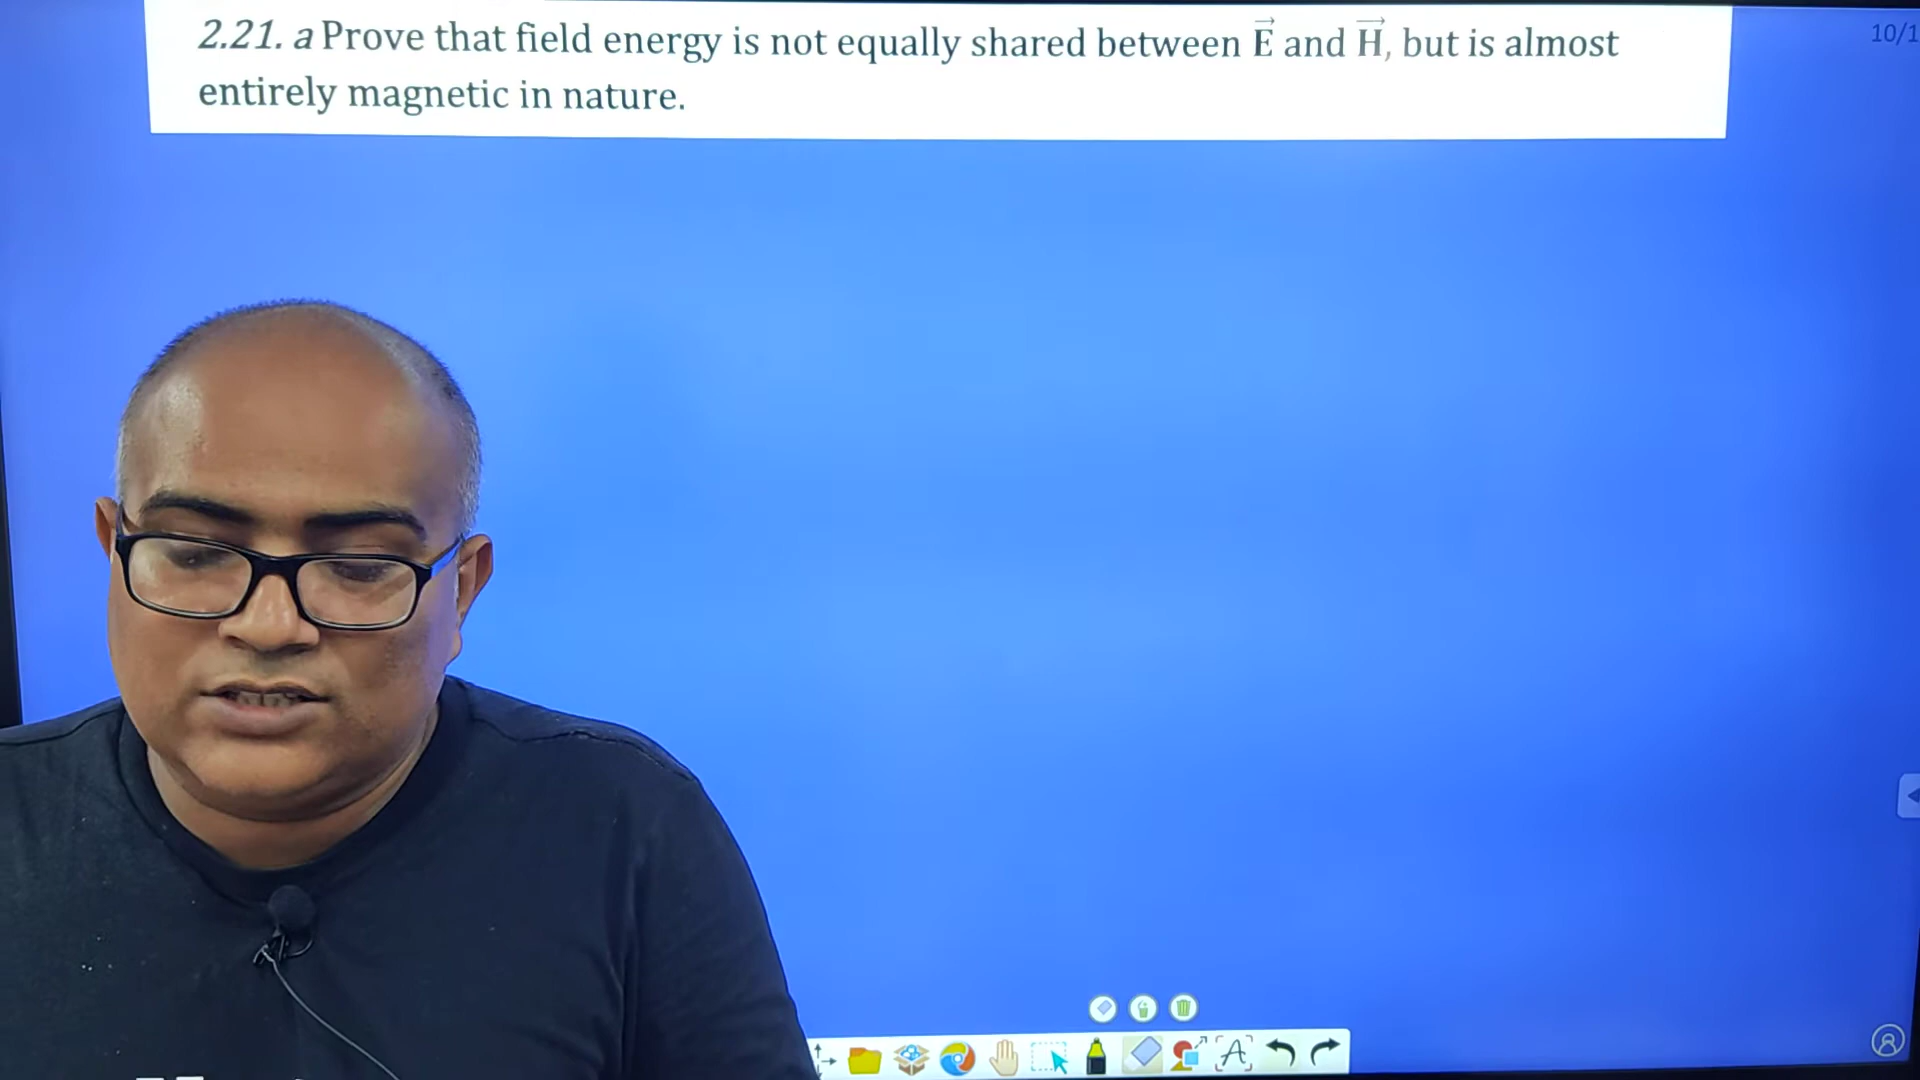 2.21. a Prove that field energy is not equally shared between E⃗ and H⃗, but is almost
entirely magnetic in nature.
10/1